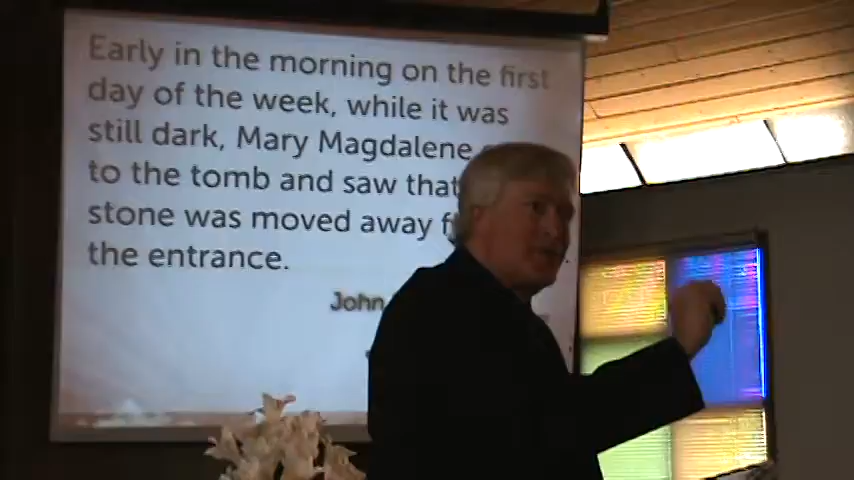 Early in the morning on the first
day of the week, while it was
still dark, Mary Magdalene
to the tomb and saw that
stone was moved away
the entrance.
John